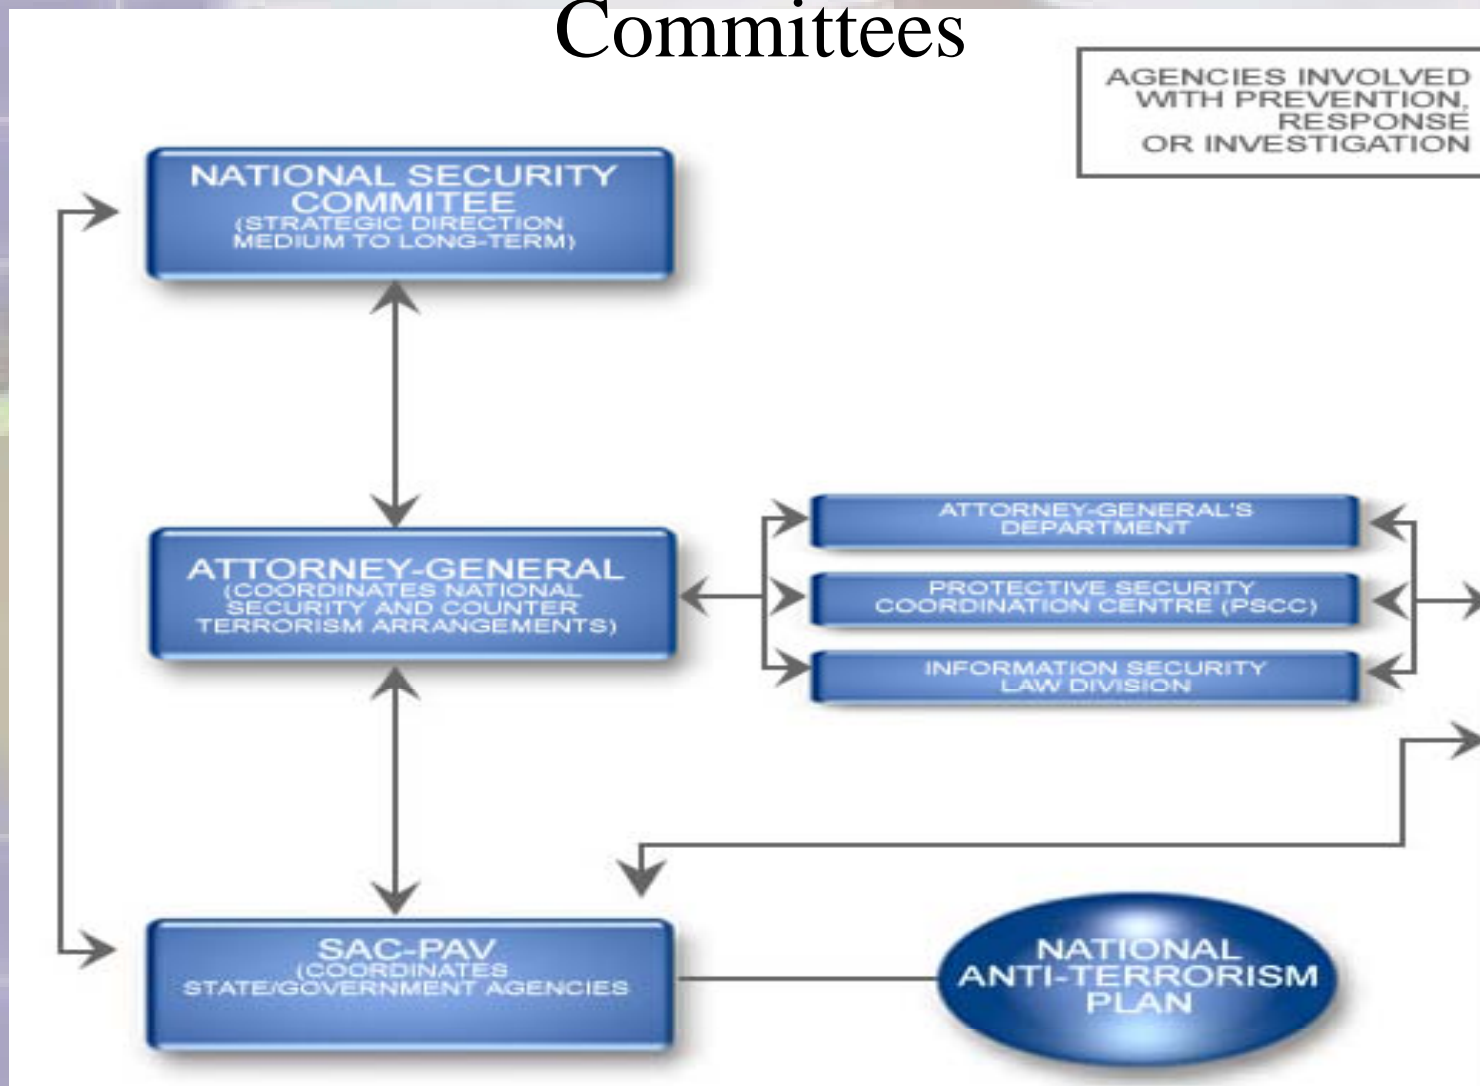 Committees
AGENCIES INVOLVED
WITH PREVENTION,
RESPONSE
OR INVESTIGATION
NATIONAL SECURITY
COMMITEE
(STRATEGIC DIRECTION
MEDIUM TO LONG-TERM)
ATTORNEY-GENERAL
(COORDINATES NATIONAL
SECURITY AND COUNTER
TERRORISM ARRANGEMENTS)
ATTORNEY-GENERAL'S
DEPARTMENT
PROTECTIVE SECURITY
COORDINATION CENTRE (PSCC)
INFORMATION SECURITY
LAW DIVISION
SAC-PAV
(COORDINATES
STATE/GOVERNMENT AGENCIES
NATIONAL
ANTI-TERRORISM
PLAN